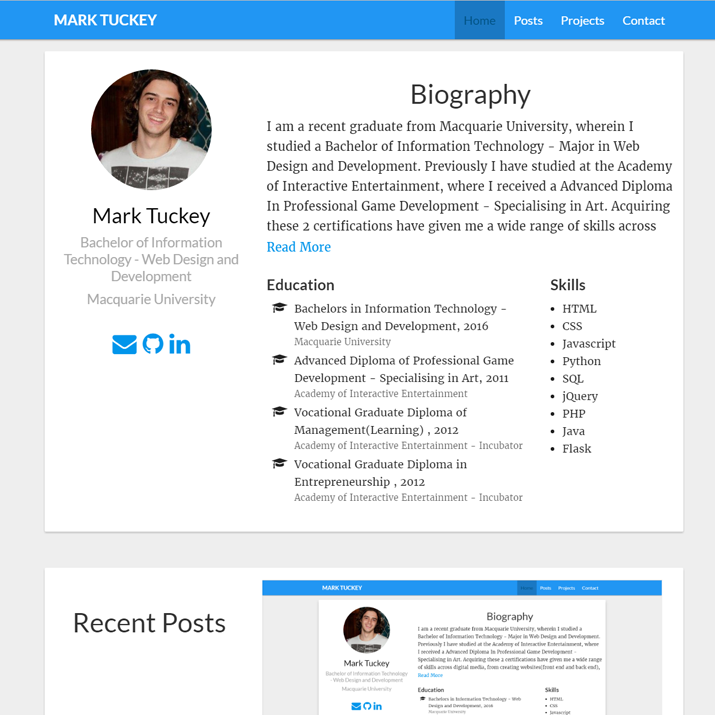 MARK TUCKEY
Home
Posts
Projects
Contact
Mark Tuckey
Bachelor of Information
Technology - Web Design and
Development
Macquarie University
Biography
I am a recent graduate from Macquarie University, wherein I
studied a Bachelor of Information Technology - Major in Web
Design and Development. Previously I have studied at the Academy
of Interactive Entertainment, where I received a Advanced Diploma
In Professional Game Development - Specialising in Art. Acquiring
these 2 certifications have given me a wide range of skills across
Read More
Education
Bachelors in Information Technology -
Web Design and Development, 2016
Macquarie University
Advanced Diploma of Professional Game
Development - Specialising in Art, 2011
Academy of Interactive Entertainment
Vocational Graduate Diploma of
Management(Learning) , 2012
Academy of Interactive Entertainment - Incubator
Vocational Graduate Diploma in
Entrepreneurship , 2012
Academy of Interactive Entertainment - Incubator
Skills
HTML
CSS
Javascript
Python
SQL
jQuery
PHP
Java
Flask
Recent Posts
MARK TUCKEY
Home
Posts
Projects
Contact
Mark Tuckey
Bachelor of Information Technology
- Web Design and Development
Macquarie University
Biography
I am a recent graduate from Macquarie University, wherein I studied a
Bachelor of Information Technology - Major in Web Design and Development.
Previously I have studied at the Academy of Interactive Entertainment, where
I received a Advanced Diploma In Professional Game Development -
Specialising in Art. Acquiring these 2 certifications have given me a wide range
of skills across digital media, from creating websites(front end and back end),
Read More
Education
Bachelors in Information Technology - Web
Design and Development, 2016
Macquarie University
Skills
HTML
CSS
Javascript